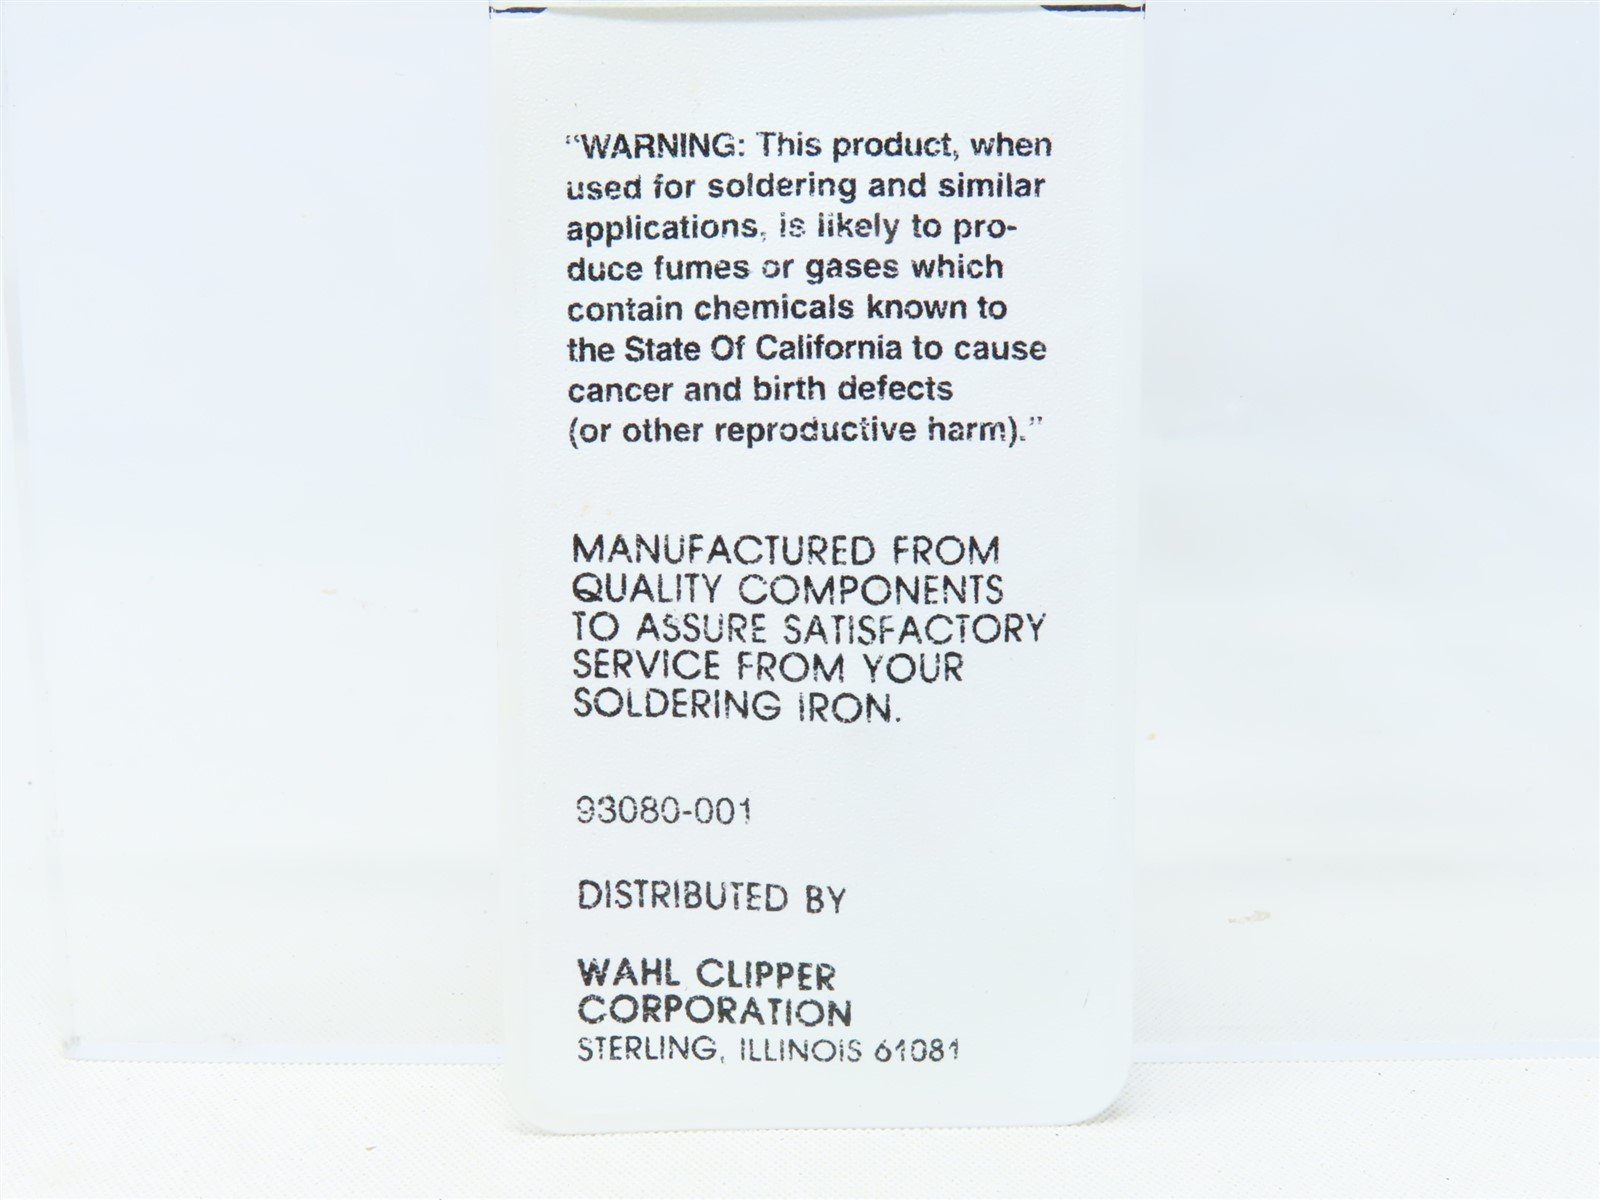 “WARNING: This product, when
used for soldering and similar
applications, is likely to pro-
duce fumes or gases which
contain chemicals known to
the State Of California to cause
cancer and birth defects
(or other reproductive harm).”
MANUFACTURED FROM
QUALITY COMPONENTS
TO ASSURE SATISFACTORY
SERVICE FROM YOUR
SOLDERING IRON.
93080-001
DISTRIBUTED BY
WAHL CLIPPER
CORPORATION
STERLING, ILLINOIS 61081